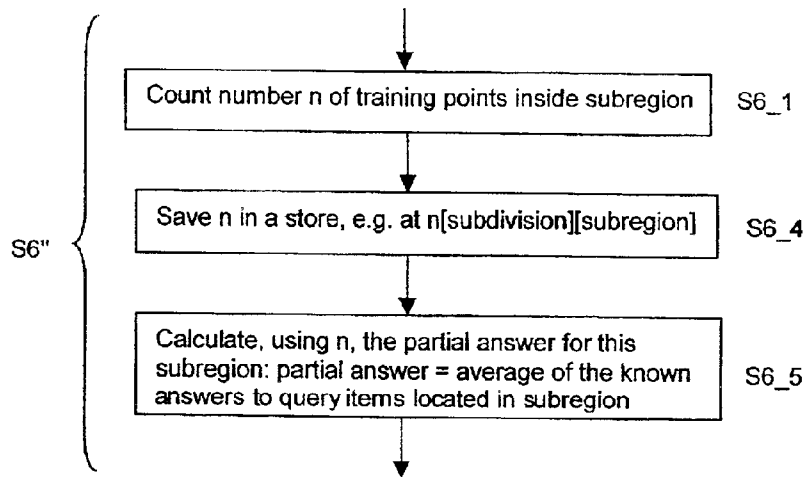 Count number n of training points inside subregion
S6_1
Save n in a store, e.g. at n[subdivision][subregion]
S6_4
S6"
Calculate, using n, the partial answer for this
subregion: partial answer = average of the known
answers to query items located in subregion
S6_5